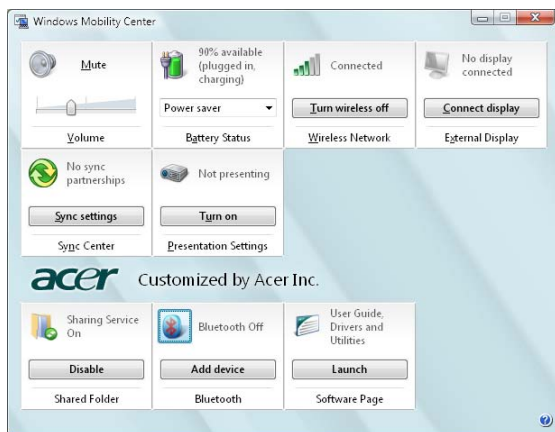 Windows Mobility Center
Mute
Volume
90% available
(plugged in,
charging)
Power saver
Battery Status
Connected
Turn wireless off
Wireless Network
No display
connected
Connect display
External Display
No sync
partnerships
Sync settings
Sync Center
Not presenting
Turn on
Presentation Settings
acer Customized by Acer Inc.
Sharing Service
On
Disable
Shared Folder
Bluetooth Off
Add device
Bluetooth
User Guide,
Drivers and
Utilities
Launch
Software Page